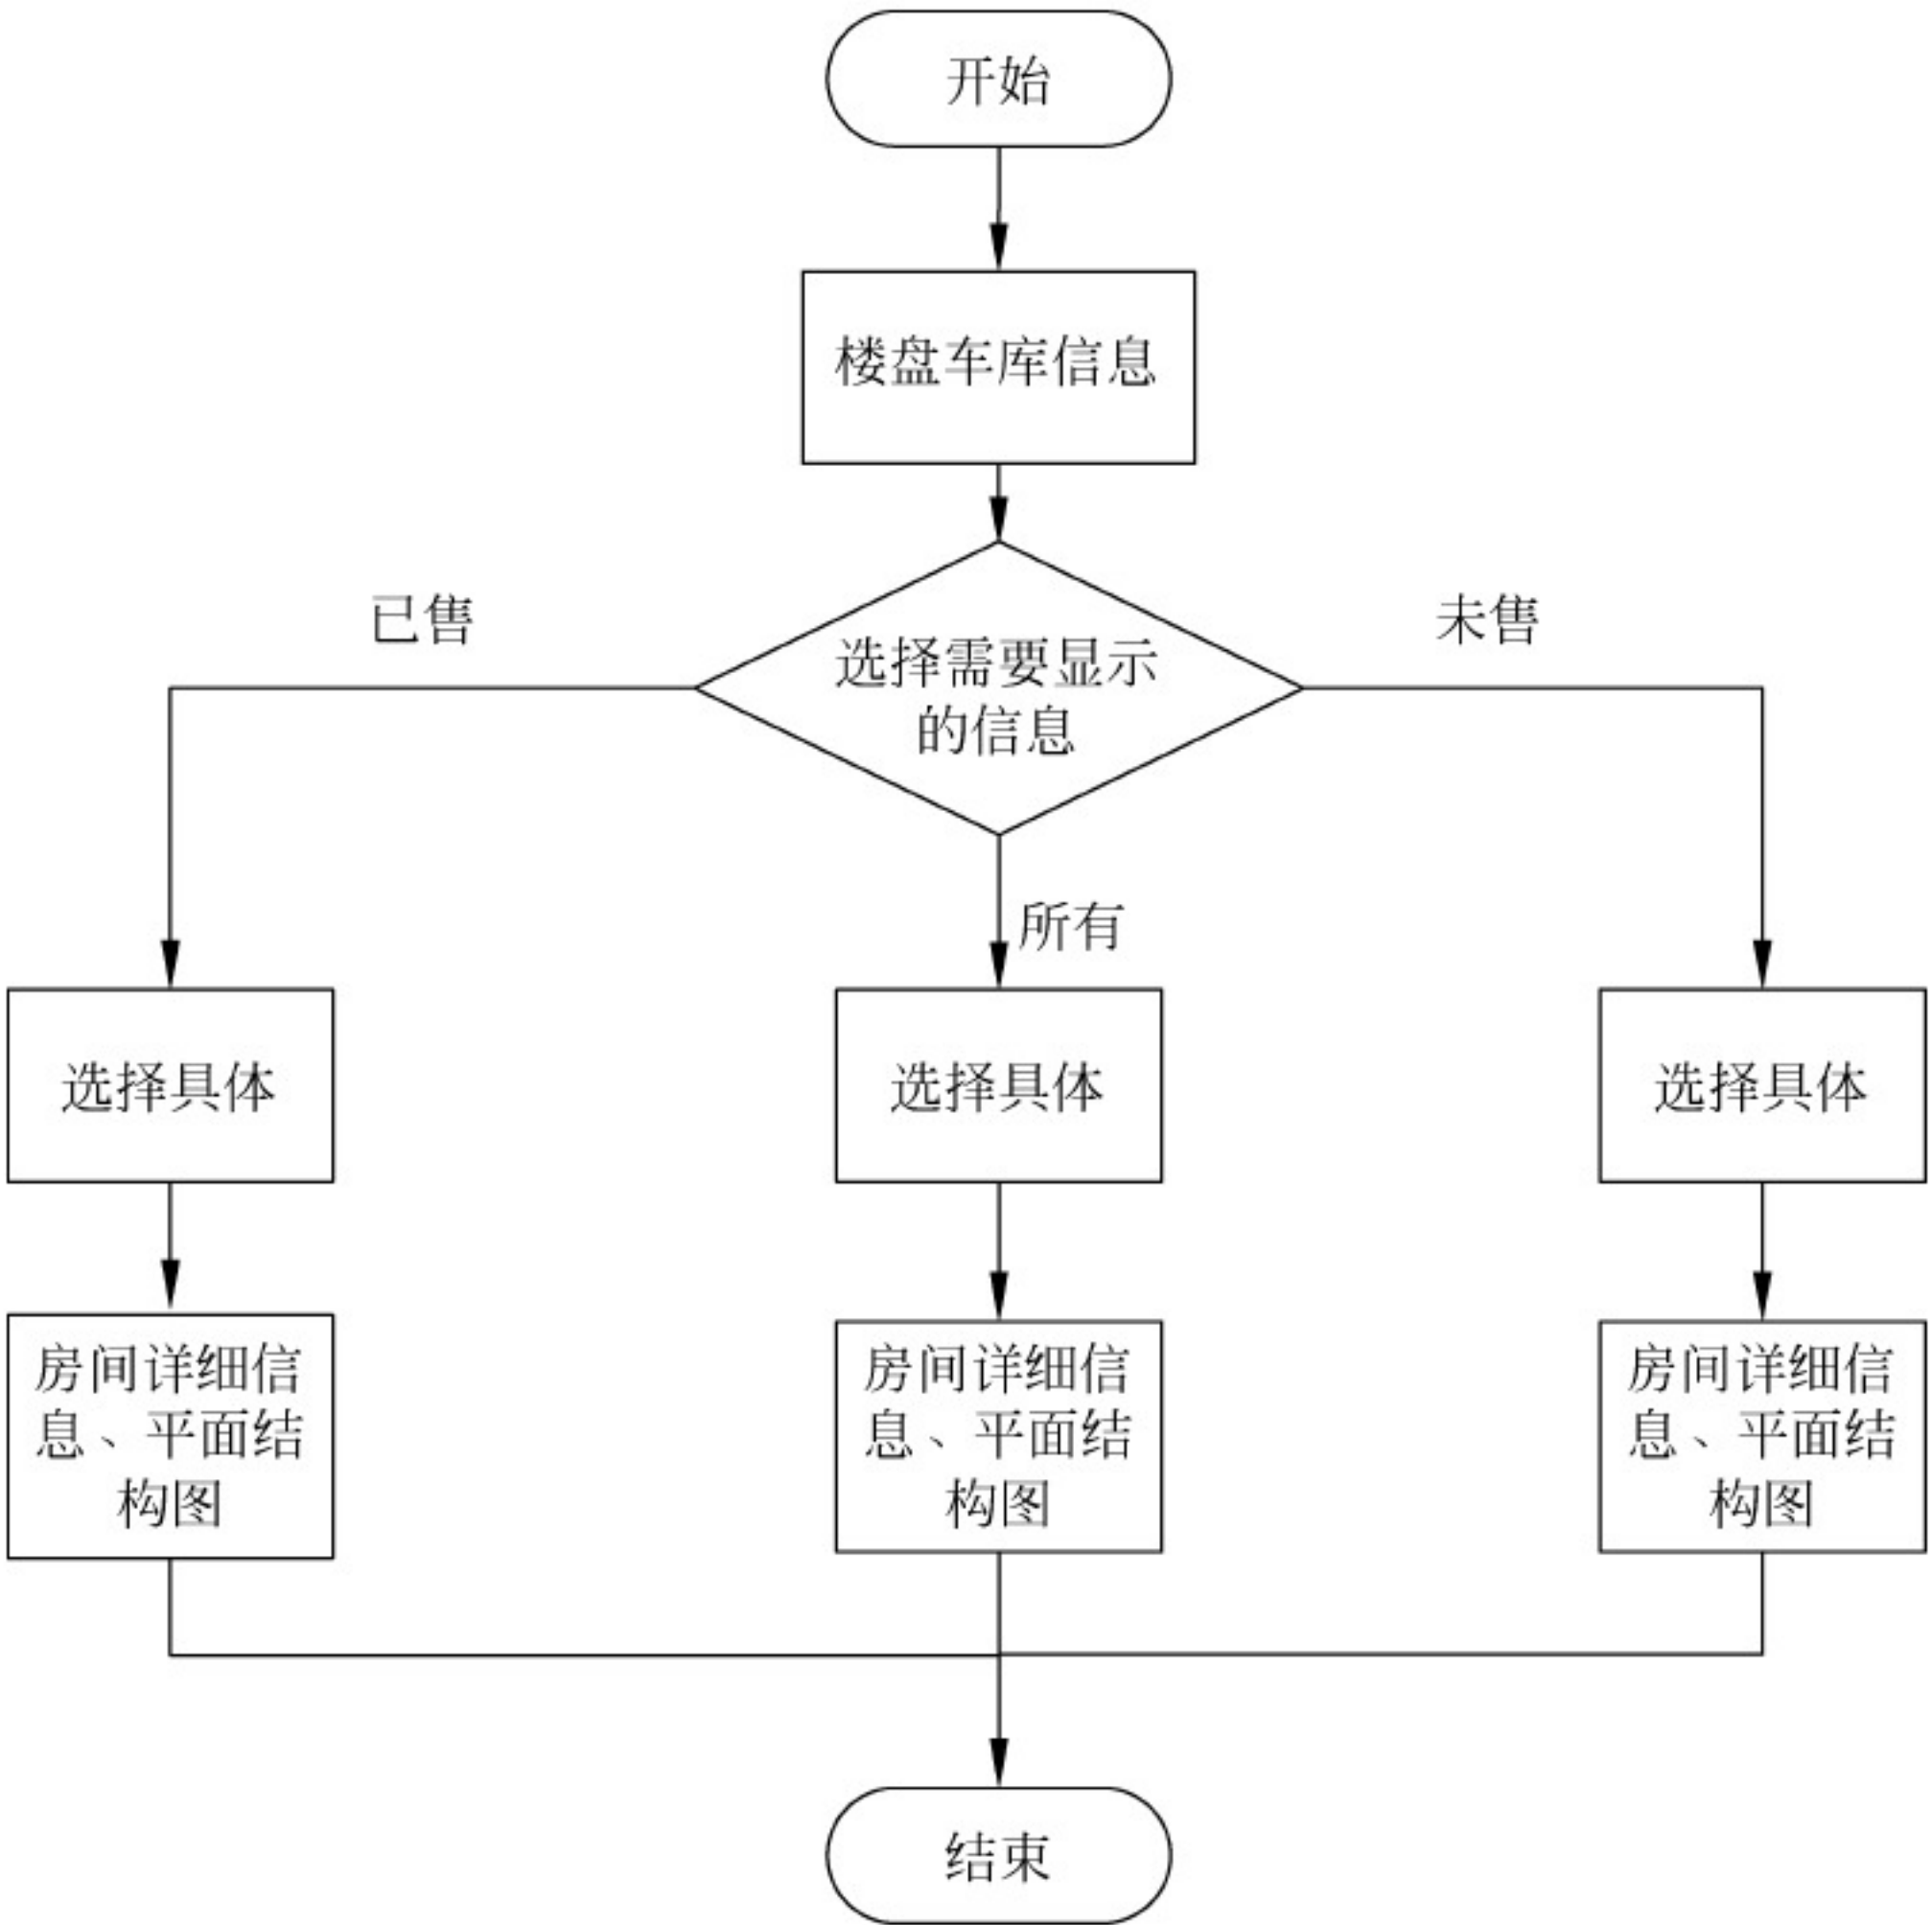 开始
楼盘车库信息
已售
未售
选择需要显示
的信息
所有
选择具体
选择具体
选择具体
房间详细信
息、平面结
构图
房间详细信
息、平面结
构图
房间详细信
息、平面结
构图
结束